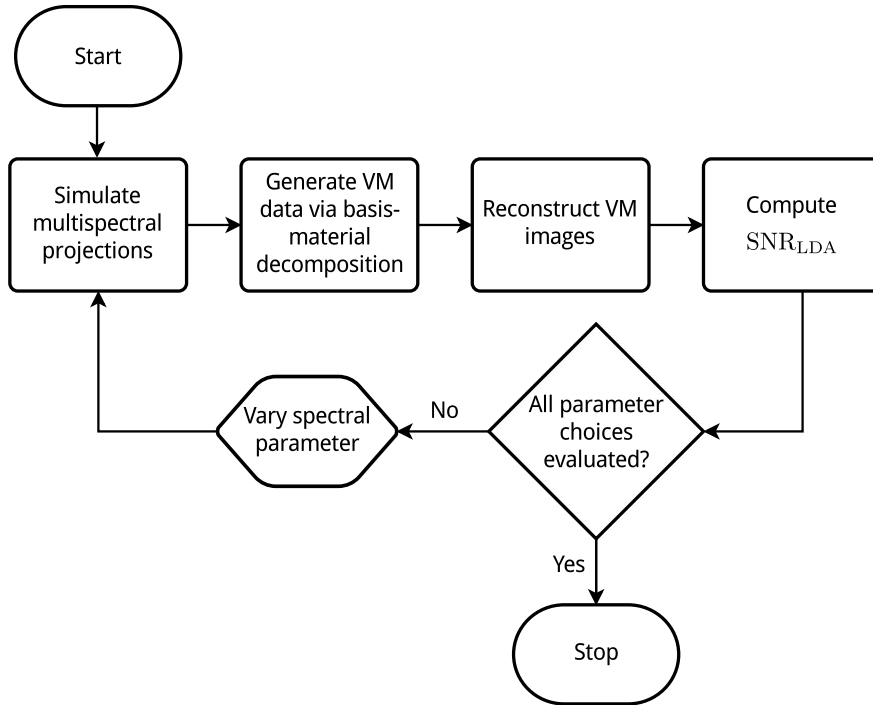 Start
Simulate
multispectral
projections
Generate VM
data via basis-
material
decomposition
Reconstruct VM
images
Compute
SNR_LDA
All parameter
choices
evaluated?
No
Vary spectral
parameter
Yes
Stop